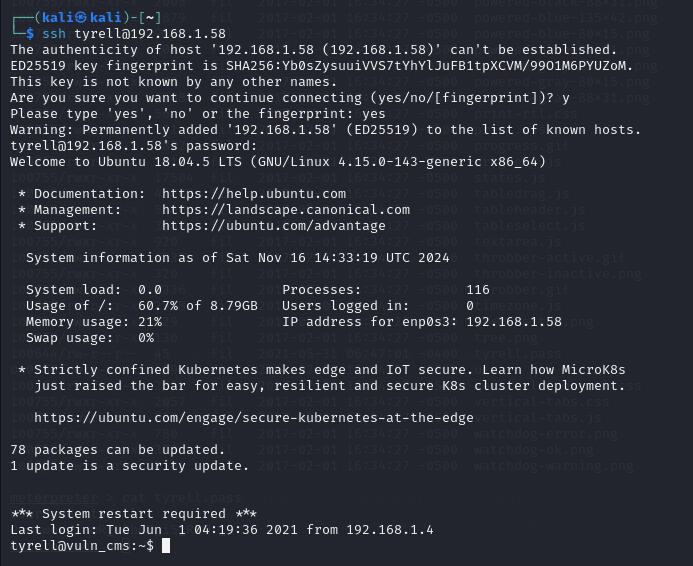 ┌──(kali㉿kali)-[~]
└─$ ssh tyrell@192.168.1.58
The authenticity of host '192.168.1.58 (192.168.1.58)' can't be established.
ED25519 key fingerprint is SHA256:Yb0sZysuuiVVS7tYhYlJuFB1tpXCVM/99O1M6PYUZoM.
This key is not known by any other names.
Are you sure you want to continue connecting (yes/no/[fingerprint])? y
Please type 'yes', 'no' or the fingerprint: yes
Warning: Permanently added '192.168.1.58' (ED25519) to the list of known hosts.
tyrell@192.168.1.58's password:
Welcome to Ubuntu 18.04.5 LTS (GNU/Linux 4.15.0-143-generic x86_64)
 * Documentation:  https://help.ubuntu.com
 * Management:     https://landscape.canonical.com
 * Support:        https://ubuntu.com/advantage
  System information as of Sat Nov 16 14:33:19 UTC 2024
  System load:  0.0               Processes:             116
  Usage of /:   60.7% of 8.79GB   Users logged in:       0
  Memory usage: 21%               IP address for enp0s3: 192.168.1.58
  Swap usage:   0%
 * Strictly confined Kubernetes makes edge and IoT secure. Learn how MicroK8s
   just raised the bar for easy, resilient and secure K8s cluster deployment.
   https://ubuntu.com/engage/secure-kubernetes-at-the-edge
78 packages can be updated.
1 update is a security update.
meterpreter > cat tyrell.pass
*** System restart required ***
Last login: Tue Jun  1 04:19:36 2021 from 192.168.1.4
tyrell@vuln_cms:~$